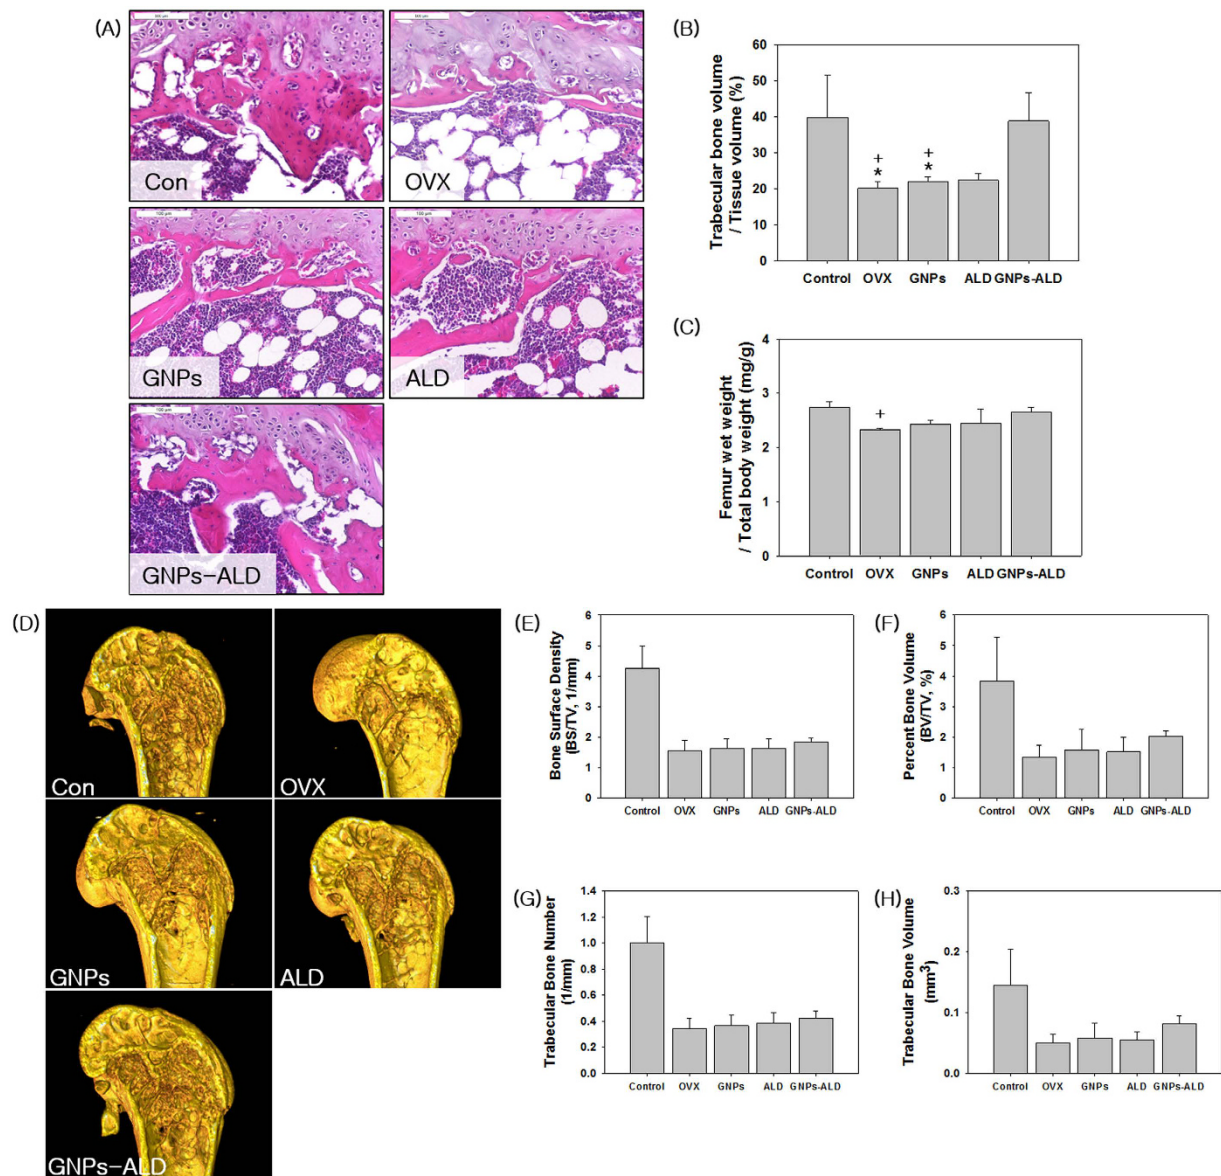 (A)
Con
OVX
100 μm
GNPs
100 μm
ALD
100 μm
GNPs-ALD
(B)
Trabecular bone volume
/ Tissue volume (%)
60
50
40
30
20
10
0
+
*
+
*
Control OVX GNPs ALD GNPs-ALD
(C)
Femur wet weight
/ Total body weight (mg/g)
4
3
2
1
0
+
Control OVX GNPs ALD GNPs-ALD
(D)
Con
OVX
GNPs
ALD
GNPs-ALD
(E)
Bone Surface Density
(BS/TV, 1/mm)
6
5
4
3
2
1
0
Control OVX GNPs ALD GNPs-ALD
(F)
Percent Bone Volume
(BV/TV, %)
6
5
4
3
2
1
0
Control OVX GNPs ALD GNPs-ALD
(G)
Trabecular Bone Number
(1/mm)
1.4
1.2
1.0
0.8
0.6
0.4
0.2
0.0
Control OVX GNPs ALD GNPs-ALD
(H)
Trabecular Bone Volume
(mm³)
0.3
0.2
0.1
0.0
Control OVX GNPs ALD GNPs-ALD